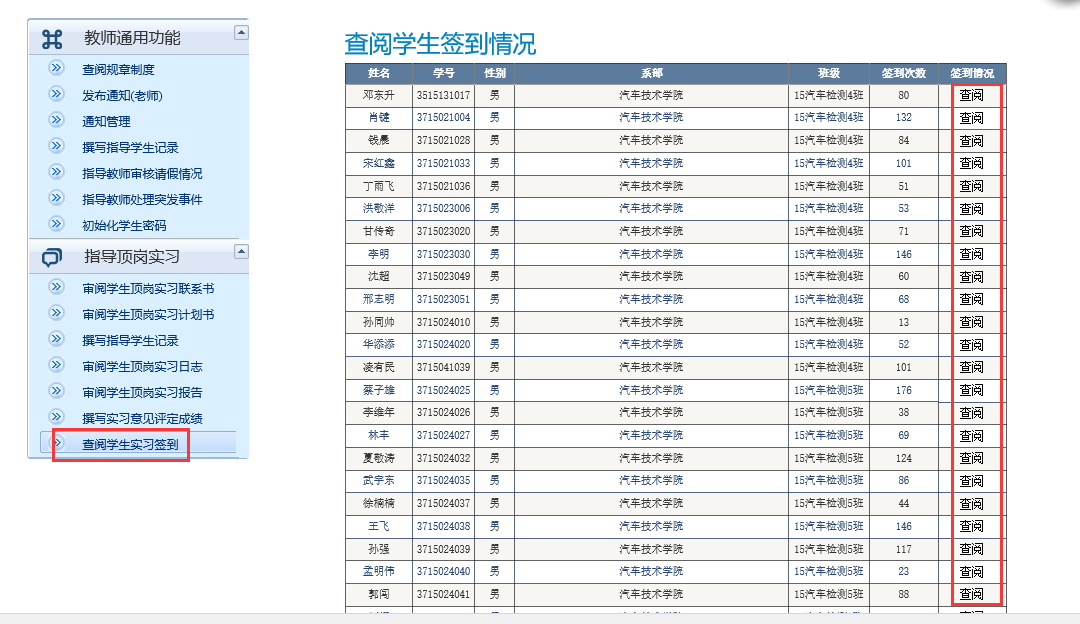 教师通用功能
查阅规章制度
发布通知(老师)
通知管理
撰写指导学生记录
指导教师审核请假情况
指导教师处理突发事件
初始化学生密码
指导顶岗实习
审阅学生顶岗实习联系书
审阅学生顶岗实习计划书
撰写指导学生记录
审阅学生顶岗实习日志
审阅学生顶岗实习报告
撰写实习意见评定成绩
查阅学生实习签到
查阅学生签到情况
姓名 学号 性别 系部 班级 签到次数 签到情况
邓东升 3515131017 男 汽车技术学院 15汽车检测4班 80 查阅
肖键 3715021004 男 汽车技术学院 15汽车检测4班 132 查阅
钱晨 3715021028 男 汽车技术学院 15汽车检测4班 84 查阅
宋红鑫 3715021033 男 汽车技术学院 15汽车检测4班 101 查阅
丁雨飞 3715021036 男 汽车技术学院 15汽车检测4班 51 查阅
洪敬洋 3715023006 男 汽车技术学院 15汽车检测4班 53 查阅
甘传奇 3715023020 男 汽车技术学院 15汽车检测4班 71 查阅
李明 3715023030 男 汽车技术学院 15汽车检测4班 146 查阅
沈超 3715023049 男 汽车技术学院 15汽车检测4班 60 查阅
邢志明 3715023051 男 汽车技术学院 15汽车检测4班 68 查阅
孙同帅 3715024010 男 汽车技术学院 15汽车检测4班 13 查阅
华添添 3715024020 男 汽车技术学院 15汽车检测4班 52 查阅
凌有民 3715041039 男 汽车技术学院 15汽车检测4班 101 查阅
蔡子雄 3715024025 男 汽车技术学院 15汽车检测5班 176 查阅
李维年 3715024026 男 汽车技术学院 15汽车检测5班 38 查阅
林丰 3715024027 男 汽车技术学院 15汽车检测5班 69 查阅
夏敬涛 3715024032 男 汽车技术学院 15汽车检测5班 124 查阅
武宇东 3715024035 男 汽车技术学院 15汽车检测5班 86 查阅
徐楠楠 3715024037 男 汽车技术学院 15汽车检测5班 44 查阅
王飞 3715024038 男 汽车技术学院 15汽车检测5班 146 查阅
孙强 3715024039 男 汽车技术学院 15汽车检测5班 117 查阅
孟明伟 3715024040 男 汽车技术学院 15汽车检测5班 23 查阅
郭闯 3715024041 男 汽车技术学院 15汽车检测5班 88 查阅